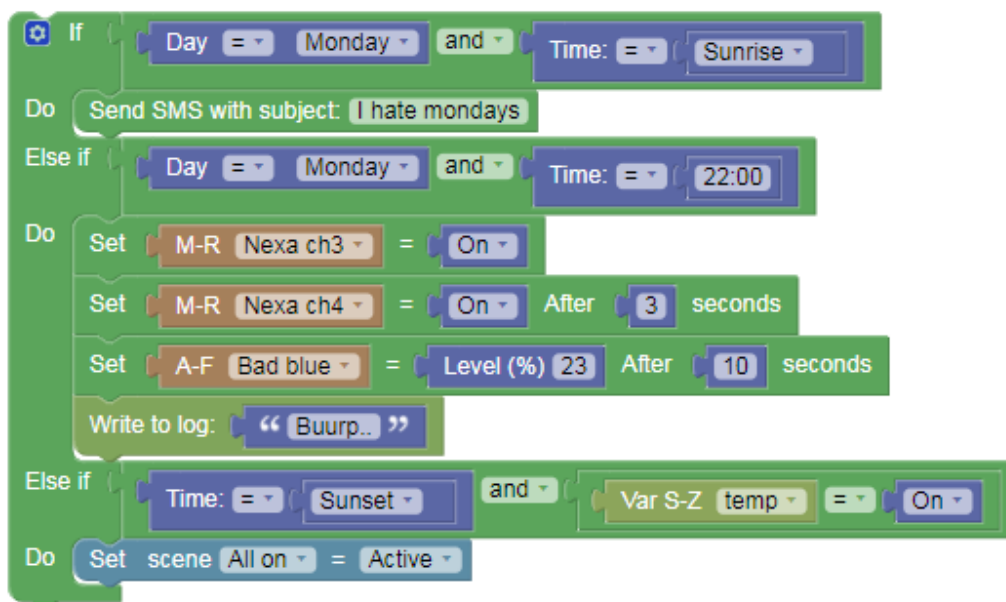 If Day = Monday and Time: = Sunrise
Do Send SMS with subject: I hate mondays
Else if Day = Monday and Time: = 22:00
Do Set M-R Nexa ch3 = On
Set M-R Nexa ch4 = On After 3 seconds
Set A-F Bad blue = Level (%) 23 After 10 seconds
Write to log: “ Buurp.. ”
Else if Time: = Sunset and Var S-Z temp = On
Do Set scene All on = Active